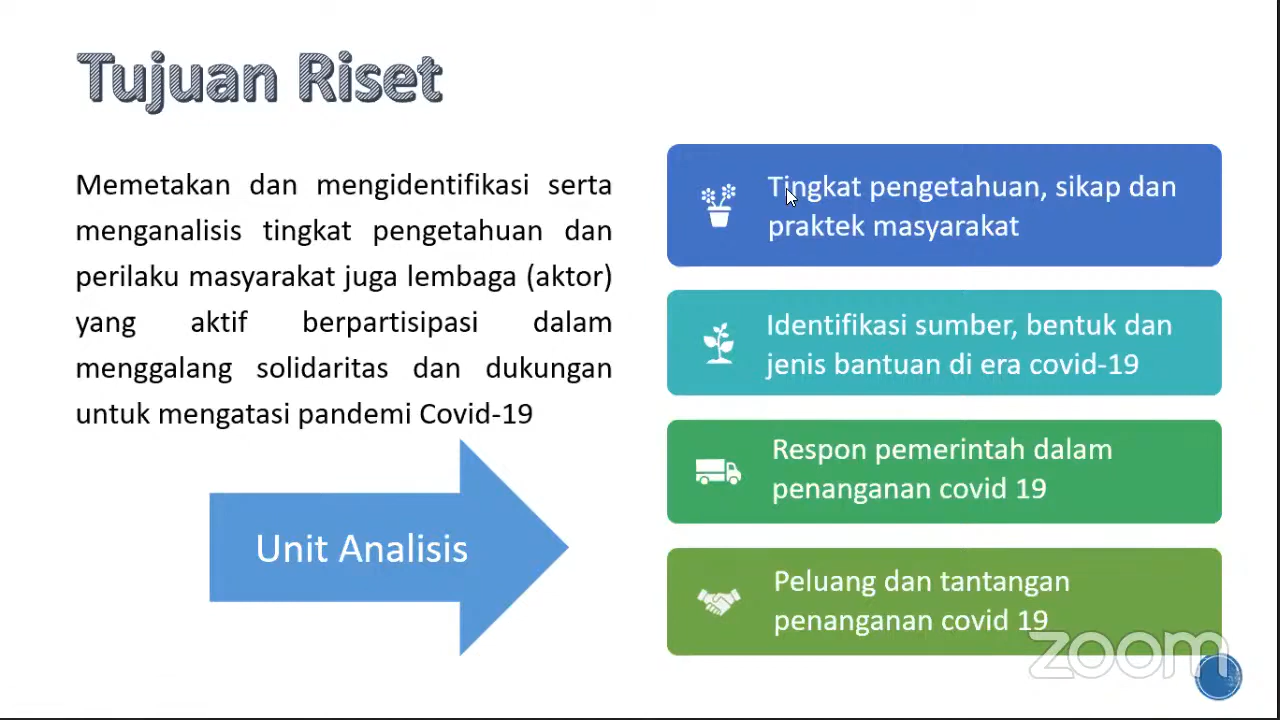 Tujuan Riset
Memetakan dan mengidentifikasi serta
menganalisis tingkat pengetahuan dan
perilaku masyarakat juga lembaga (aktor)
yang aktif berpartisipasi dalam
menggalang solidaritas dan dukungan
untuk mengatasi pandemi Covid-19
Unit Analisis
Tingkat pengetahuan, sikap dan
praktek masyarakat
Identifikasi sumber, bentuk dan
jenis bantuan di era covid-19
Respon pemerintah dalam
penanganan covid 19
Peluang dan tantangan
penanganan covid 19
zoom